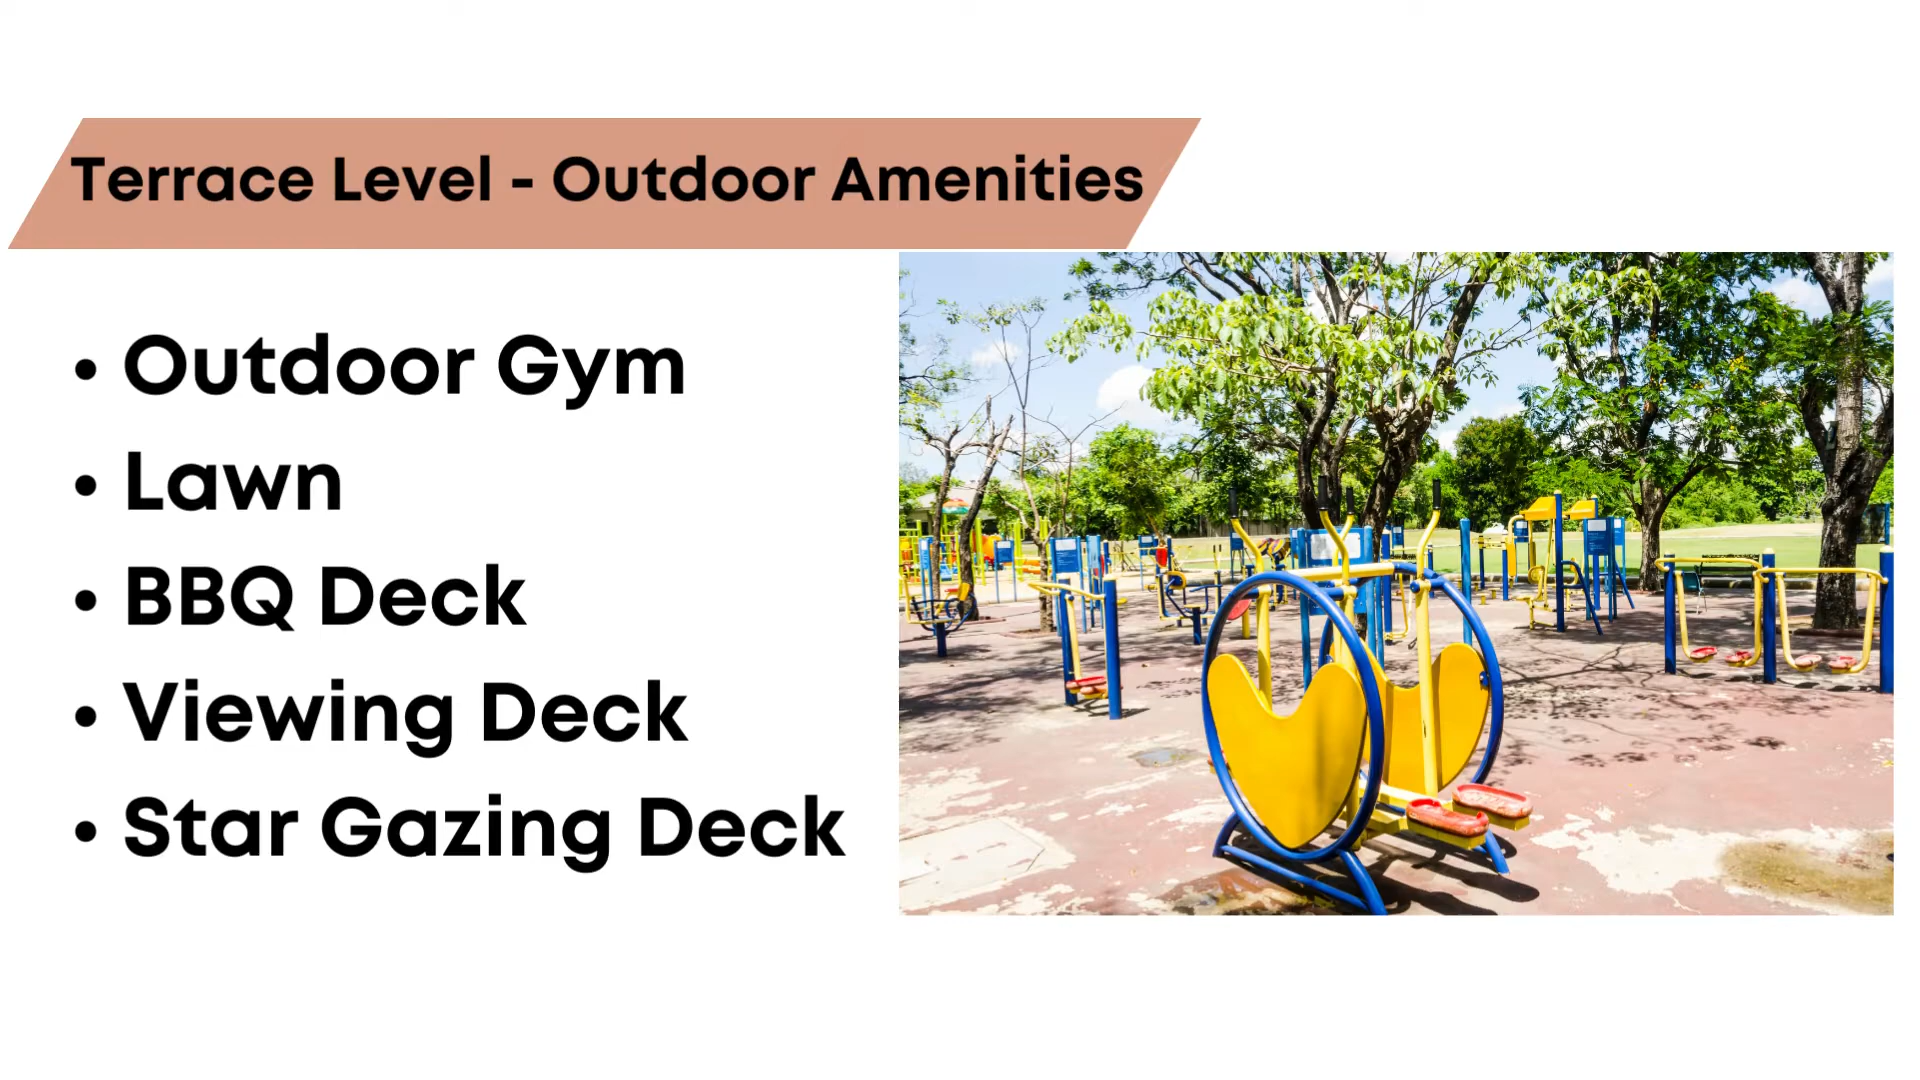 Terrace Level - Outdoor Amenities
• Outdoor Gym
• Lawn
• BBQ Deck
• Viewing Deck
• Star Gazing Deck